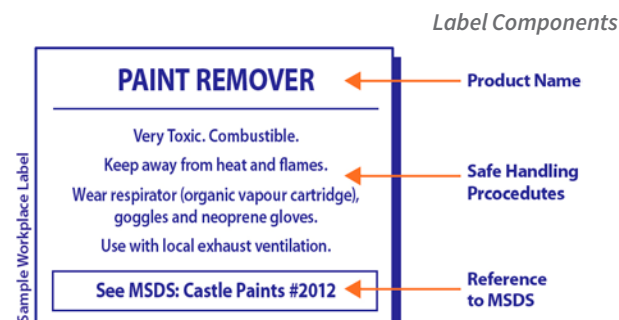 Label Components
PAINT REMOVER
Product Name
Very Toxic. Combustible.
Keep away from heat and flames.
Wear respirator (organic vapour cartridge),
goggles and neoprene gloves.
Use with local exhaust ventilation.
Safe Handling
Prcocedutes
See MSDS: Castle Paints #2012
Reference
to MSDS
Sample Workplace Label